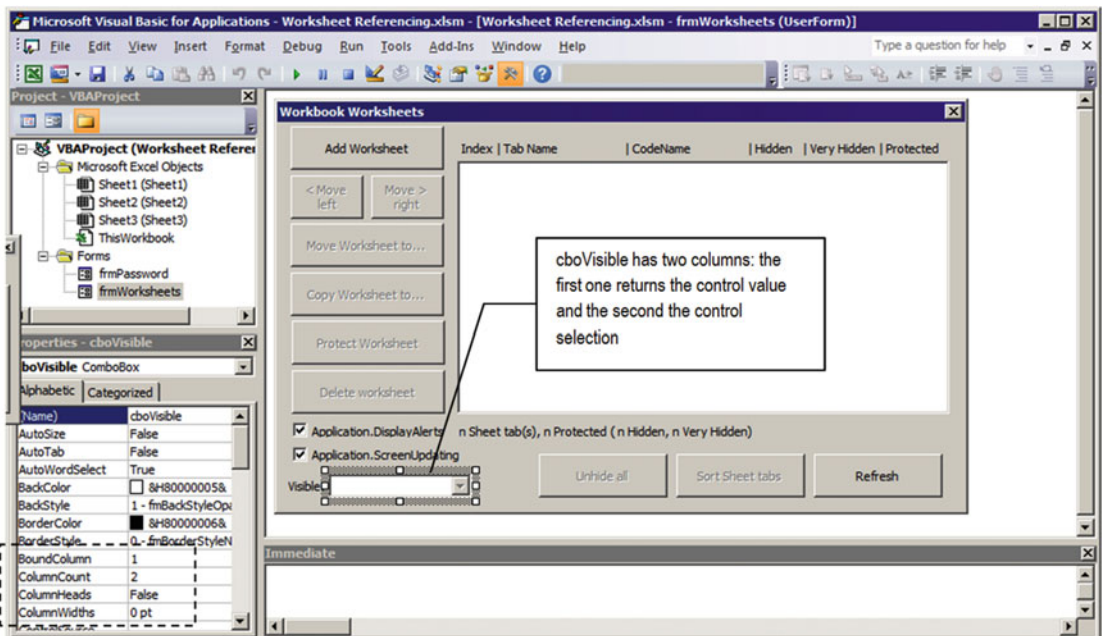 Microsoft Visual Basic for Applications - Worksheet Referencing.xlsm - [Worksheet Referencing.xlsm - frmWorksheets (UserForm)]
File Edit View Insert Format Debug Run Tools Add-Ins Window Help
Type a question for help
Project - VBAProject
VBAProject (Worksheet Referen
Microsoft Excel Objects
Sheet1 (Sheet1)
Sheet2 (Sheet2)
Sheet3 (Sheet3)
ThisWorkbook
Forms
frmPassword
frmWorksheets
roperties - cboVisible
boVisible ComboBox
Alphabetic Categorized
(Name) cboVisible
AutoSize False
AutoTab False
AutoWordSelect True
BackColor &H80000005&
BackStyle 1 - fmBackStyleOpa
BorderColor &H80000006&
BorderStyle 0 - fmBorderStyleN
BoundColumn 1
ColumnCount 2
ColumnHeads False
ColumnWidths 0 pt
Workbook Worksheets
Add Worksheet
Index | Tab Name | CodeName | Hidden | Very Hidden | Protected
< Move left
Move > right
Move Worksheet to...
Copy Worksheet to...
Protect Worksheet
Delete worksheet
cboVisible has two columns: the
first one returns the control value
and the second the control
selection
Application.DisplayAlerts
n Sheet tab(s), n Protected ( n Hidden, n Very Hidden)
Application.ScreenUpdating
Visible
Unhide all
Sort Sheet tabs
Refresh
Immediate